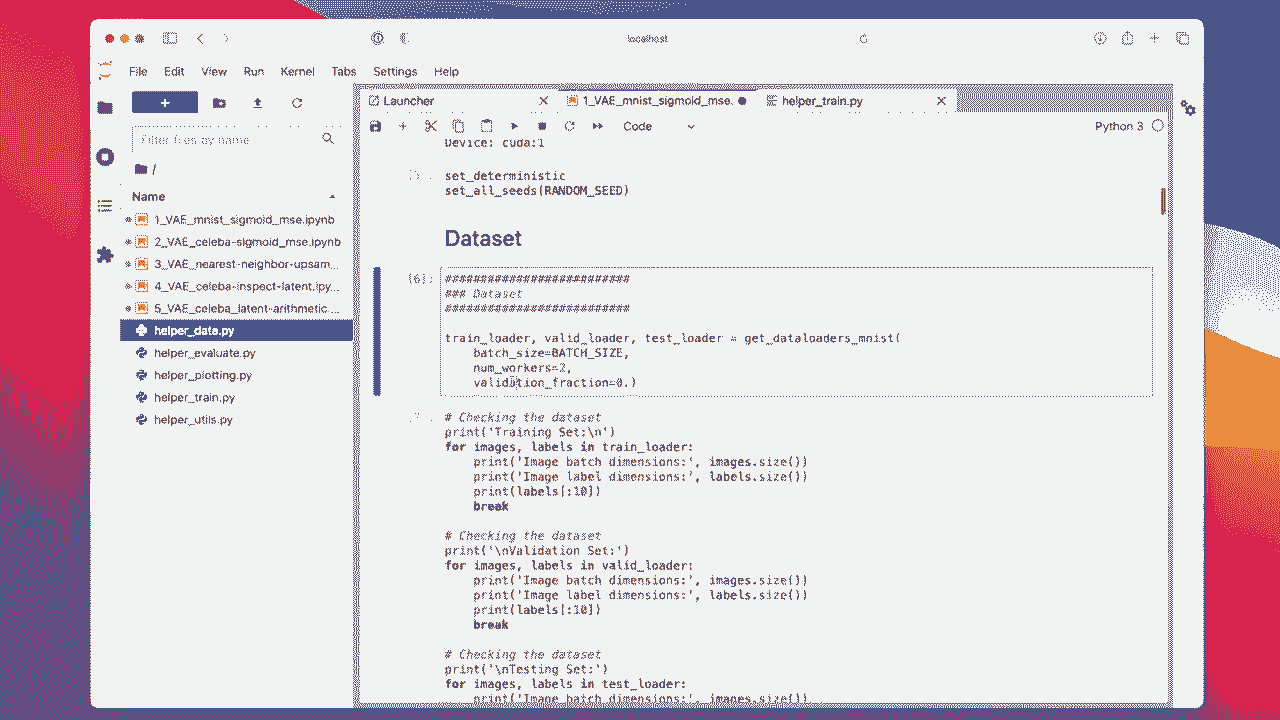 localhost
File Edit View Run Kernel Tabs Settings Help
+
Launcher
1_VAE_mnist_sigmoid_mse.
helper_train.py
Filter files by name
Code
Python 3
/
Name
1_VAE_mnist_sigmoid_mse.ipynb
2_VAE_celeba-sigmoid_mse.ipynb
3_VAE_nearest-neighbor-upsam...
4_VAE_celeba-inspect-latent.ipy...
5_VAE_celeba_latent-arithmetic....
helper_data.py
helper_evaluate.py
helper_plotting.py
helper_train.py
helper_utils.py
Device: cuda:1
set_deterministic
set_all_seeds(RANDOM_SEED)
Dataset
[6]:
##########################
### Dataset
##########################
train_loader, valid_loader, test_loader = get_dataloaders_mnist(
batch_size=BATCH_SIZE,
num_workers=2,
validation_fraction=0.)
# Checking the dataset
print('Training Set:\n')
for images, labels in train_loader:
print('Image batch dimensions:', images.size())
print('Image label dimensions:', labels.size())
print(labels[:10])
break
# Checking the dataset
print('\nValidation Set:')
for images, labels in valid_loader:
print('Image batch dimensions:', images.size())
print('Image label dimensions:', labels.size())
print(labels[:10])
break
# Checking the dataset
print('\nTesting Set:')
for images, labels in test_loader:
print('Image batch dimensions:', images.size())